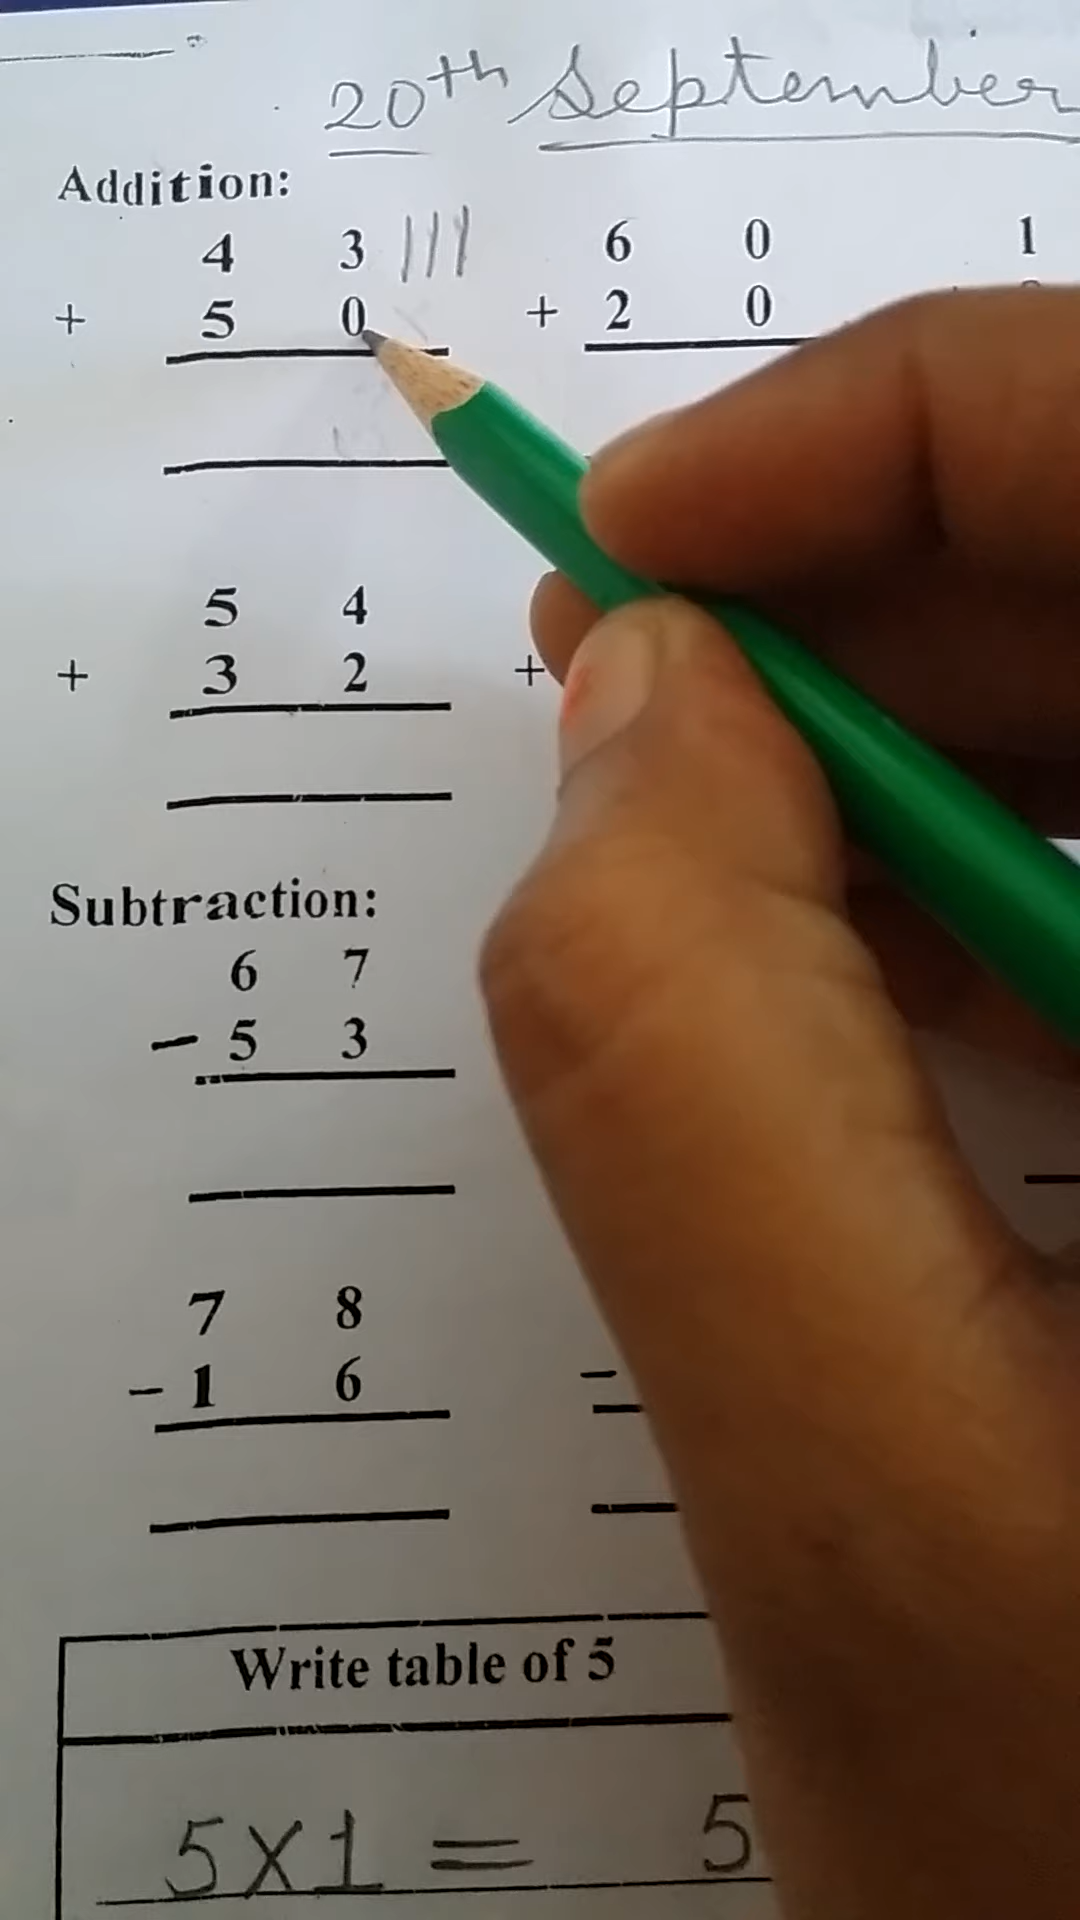 20th September
Addition:
4 3 ||| 6 0 1
+ 5 0 + 2 0
5 4
+ 3 2 +
Subtraction:
6 7
- 5 3
7 8
- 1 6 -
Write table of 5
5X1 = 5